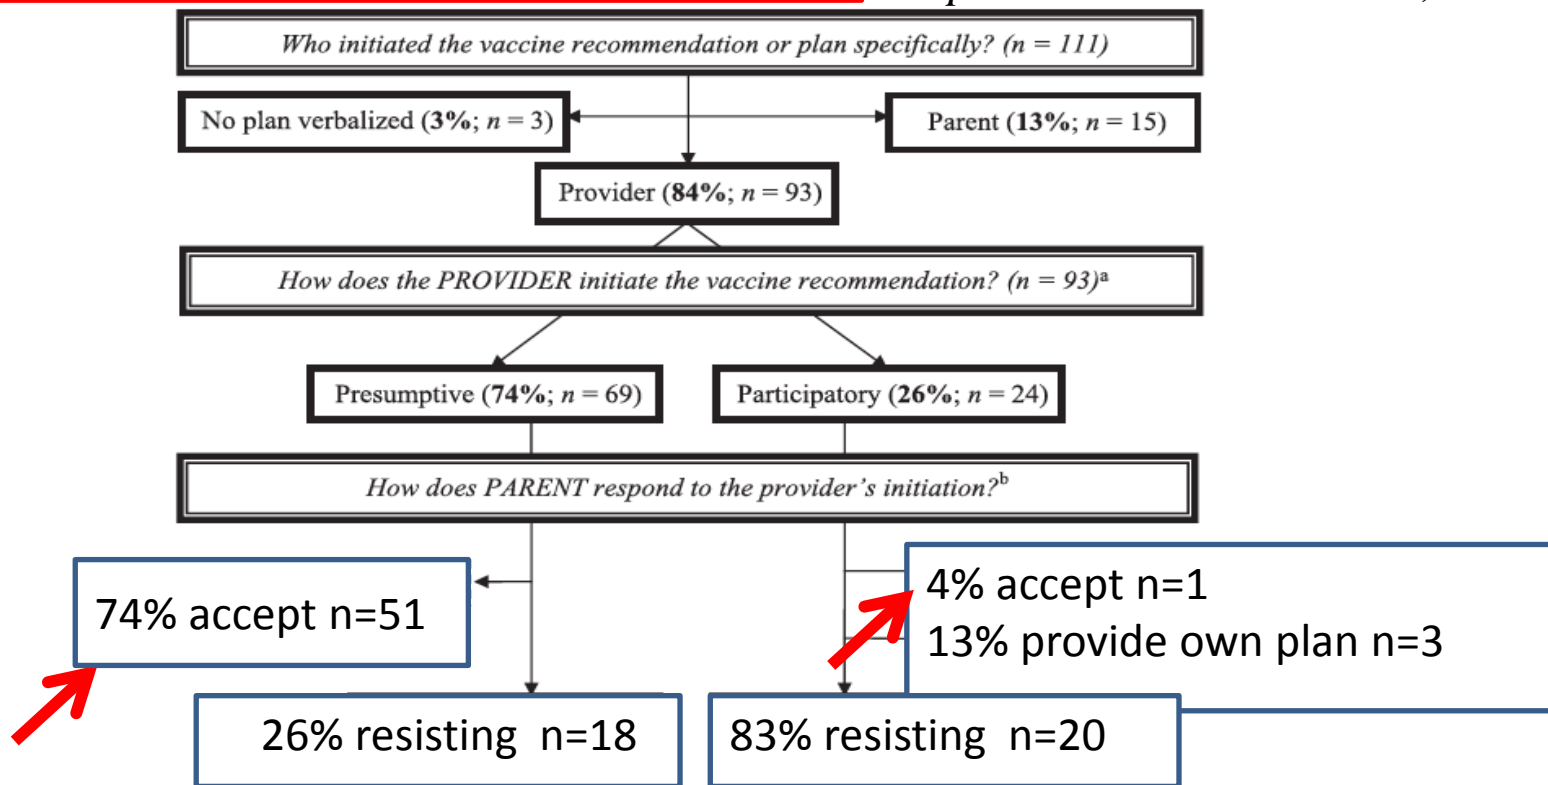 Who initiated the vaccine recommendation or plan specifically? (n = 111)
No plan verbalized (3%; n = 3)
Parent (13%; n = 15)
Provider (84%; n = 93)
How does the PROVIDER initiate the vaccine recommendation? (n = 93)ᵃ
Presumptive (74%; n = 69)
Participatory (26%; n = 24)
How does PARENT respond to the provider’s initiation?ᵇ
74% accept n=51
4% accept n=1
13% provide own plan n=3
26% resisting n=18
83% resisting n=20